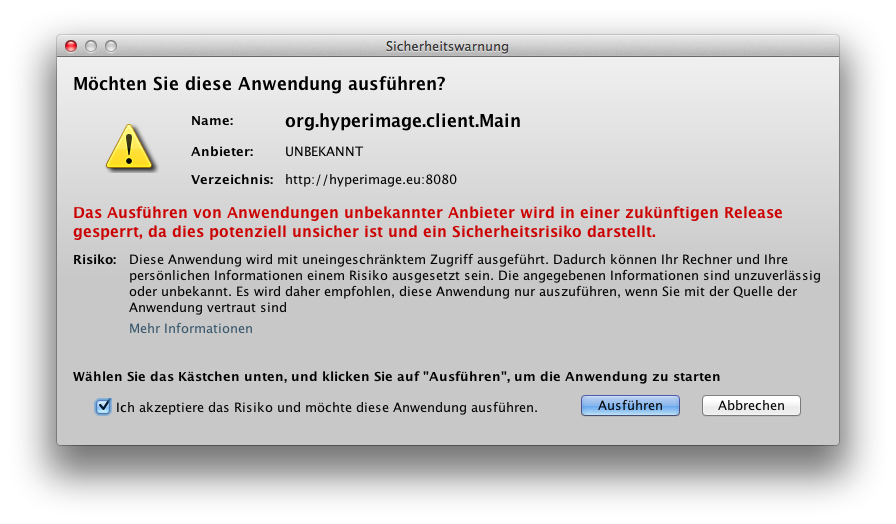 Sicherheitswarnung
Möchten Sie diese Anwendung ausführen?
Name: org.hyperimage.client.Main
Anbieter: UNBEKANNT
Verzeichnis: http://hyperimage.eu:8080
Das Ausführen von Anwendungen unbekannter Anbieter wird in einer zukünftigen Release
gesperrt, da dies potenziell unsicher ist und ein Sicherheitsrisiko darstellt.
Risiko: Diese Anwendung wird mit uneingeschränktem Zugriff ausgeführt. Dadurch können Ihr Rechner und Ihre
persönlichen Informationen einem Risiko ausgesetzt sein. Die angegebenen Informationen sind unzuverlässig
oder unbekannt. Es wird daher empfohlen, diese Anwendung nur auszuführen, wenn Sie mit der Quelle der
Anwendung vertraut sind
Mehr Informationen
Wählen Sie das Kästchen unten, und klicken Sie auf "Ausführen", um die Anwendung zu starten
Ich akzeptiere das Risiko und möchte diese Anwendung ausführen. Ausführen Abbrechen